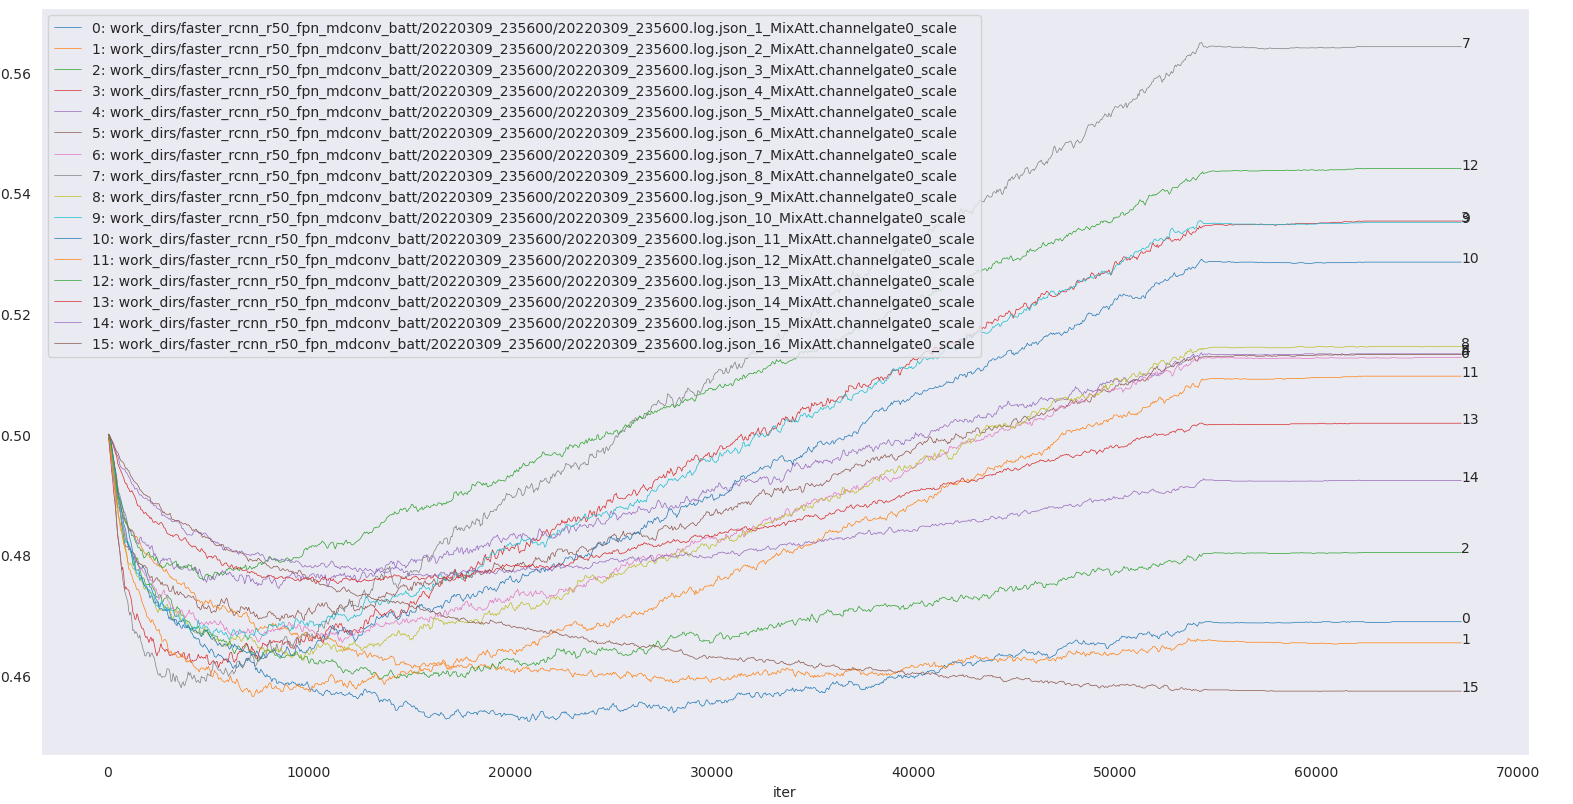 0: work_dirs/faster_rcnn_r50_fpn_mdconv_batt/20220309_235600/20220309_235600.log.json_1_MixAtt.channelgate0_scale
1: work_dirs/faster_rcnn_r50_fpn_mdconv_batt/20220309_235600/20220309_235600.log.json_2_MixAtt.channelgate0_scale
2: work_dirs/faster_rcnn_r50_fpn_mdconv_batt/20220309_235600/20220309_235600.log.json_3_MixAtt.channelgate0_scale
3: work_dirs/faster_rcnn_r50_fpn_mdconv_batt/20220309_235600/20220309_235600.log.json_4_MixAtt.channelgate0_scale
4: work_dirs/faster_rcnn_r50_fpn_mdconv_batt/20220309_235600/20220309_235600.log.json_5_MixAtt.channelgate0_scale
5: work_dirs/faster_rcnn_r50_fpn_mdconv_batt/20220309_235600/20220309_235600.log.json_6_MixAtt.channelgate0_scale
6: work_dirs/faster_rcnn_r50_fpn_mdconv_batt/20220309_235600/20220309_235600.log.json_7_MixAtt.channelgate0_scale
7: work_dirs/faster_rcnn_r50_fpn_mdconv_batt/20220309_235600/20220309_235600.log.json_8_MixAtt.channelgate0_scale
8: work_dirs/faster_rcnn_r50_fpn_mdconv_batt/20220309_235600/20220309_235600.log.json_9_MixAtt.channelgate0_scale
9: work_dirs/faster_rcnn_r50_fpn_mdconv_batt/20220309_235600/20220309_235600.log.json_10_MixAtt.channelgate0_scale
10: work_dirs/faster_rcnn_r50_fpn_mdconv_batt/20220309_235600/20220309_235600.log.json_11_MixAtt.channelgate0_scale
11: work_dirs/faster_rcnn_r50_fpn_mdconv_batt/20220309_235600/20220309_235600.log.json_12_MixAtt.channelgate0_scale
12: work_dirs/faster_rcnn_r50_fpn_mdconv_batt/20220309_235600/20220309_235600.log.json_13_MixAtt.channelgate0_scale
13: work_dirs/faster_rcnn_r50_fpn_mdconv_batt/20220309_235600/20220309_235600.log.json_14_MixAtt.channelgate0_scale
14: work_dirs/faster_rcnn_r50_fpn_mdconv_batt/20220309_235600/20220309_235600.log.json_15_MixAtt.channelgate0_scale
15: work_dirs/faster_rcnn_r50_fpn_mdconv_batt/20220309_235600/20220309_235600.log.json_16_MixAtt.channelgate0_scale
0.56
0.54
0.52
0.50
0.48
0.46
7
12
10
8
11
13
14
2
0
1
15
0 10000 20000 30000 40000 50000 60000 70000
iter